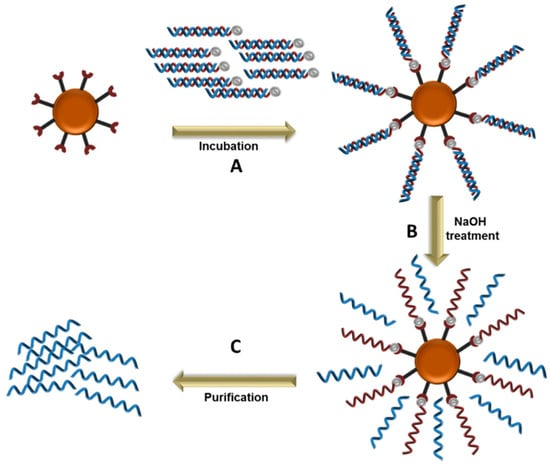 Incubation
A
B
NaOH
treatment
C
Purification